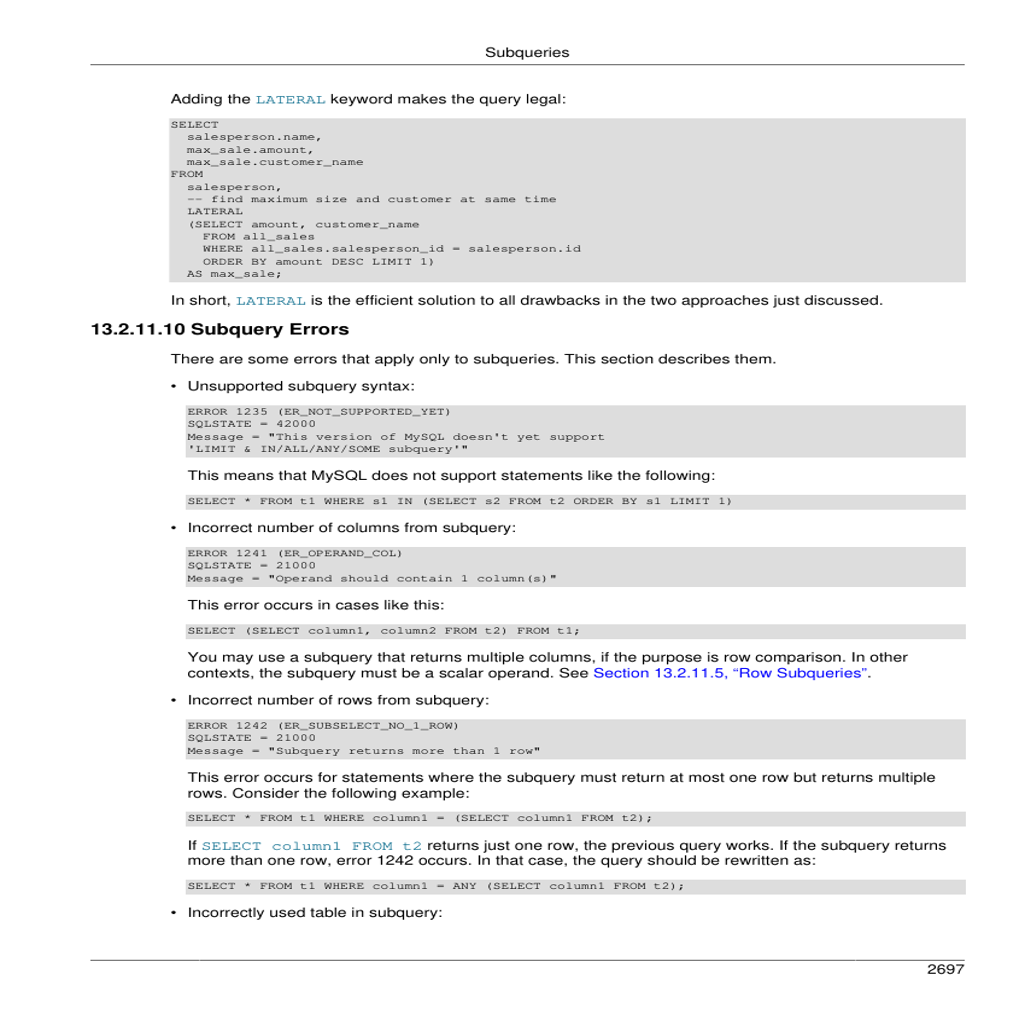 Subqueries
Adding the LATERAL keyword makes the query legal:
SELECT
  salesperson.name,
  max_sale.amount,
  max_sale.customer_name
FROM
  salesperson,
  -- find maximum size and customer at same time
  LATERAL
  (SELECT amount, customer_name
    FROM all_sales
    WHERE all_sales.salesperson_id = salesperson.id
    ORDER BY amount DESC LIMIT 1)
  AS max_sale;
In short, LATERAL is the efficient solution to all drawbacks in the two approaches just discussed.
13.2.11.10 Subquery Errors
There are some errors that apply only to subqueries. This section describes them.
• Unsupported subquery syntax:
ERROR 1235 (ER_NOT_SUPPORTED_YET)
SQLSTATE = 42000
Message = "This version of MySQL doesn't yet support
'LIMIT & IN/ALL/ANY/SOME subquery'"
This means that MySQL does not support statements like the following:
SELECT * FROM t1 WHERE s1 IN (SELECT s2 FROM t2 ORDER BY s1 LIMIT 1)
• Incorrect number of columns from subquery:
ERROR 1241 (ER_OPERAND_COL)
SQLSTATE = 21000
Message = "Operand should contain 1 column(s)"
This error occurs in cases like this:
SELECT (SELECT column1, column2 FROM t2) FROM t1;
You may use a subquery that returns multiple columns, if the purpose is row comparison. In other
contexts, the subquery must be a scalar operand. See Section 13.2.11.5, “Row Subqueries”.
• Incorrect number of rows from subquery:
ERROR 1242 (ER_SUBSELECT_NO_1_ROW)
SQLSTATE = 21000
Message = "Subquery returns more than 1 row"
This error occurs for statements where the subquery must return at most one row but returns multiple
rows. Consider the following example:
SELECT * FROM t1 WHERE column1 = (SELECT column1 FROM t2);
If SELECT column1 FROM t2 returns just one row, the previous query works. If the subquery returns
more than one row, error 1242 occurs. In that case, the query should be rewritten as:
SELECT * FROM t1 WHERE column1 = ANY (SELECT column1 FROM t2);
• Incorrectly used table in subquery:
2697